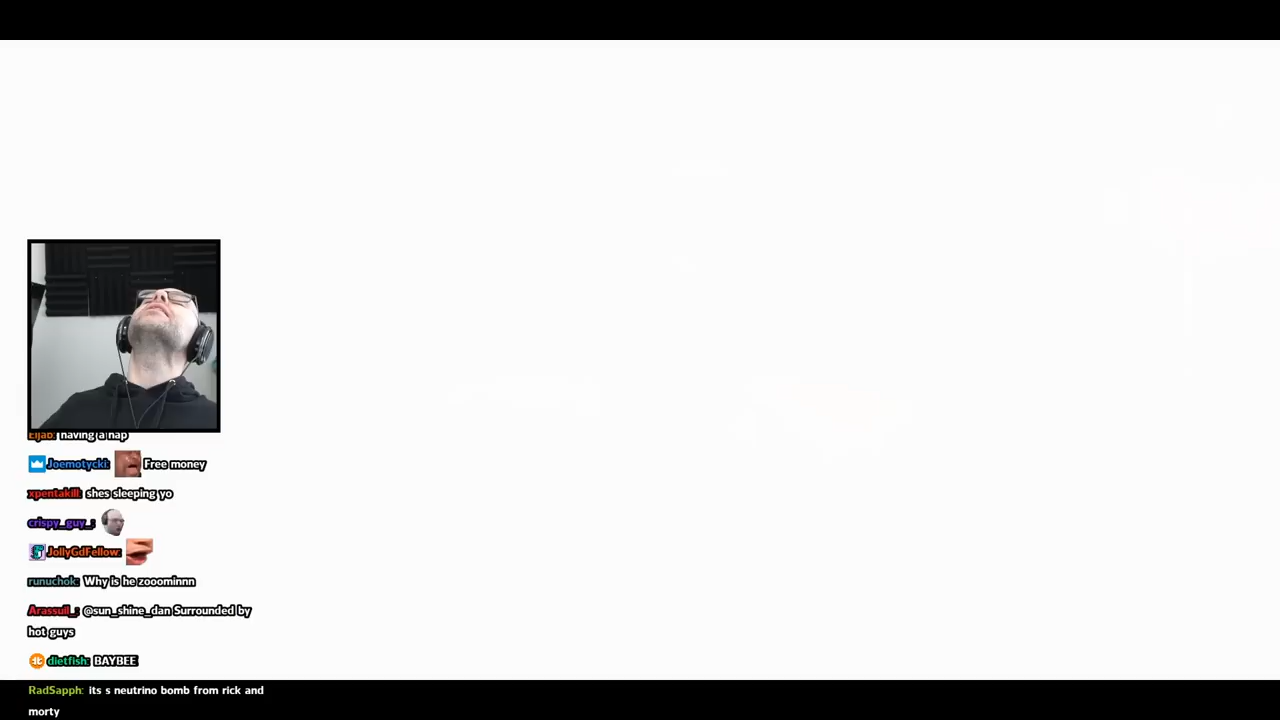 Eijab: having a nap
Joemotycki: Free money
xpentakill: shes sleeping yo
crispy_guy_:
JollyGdFellow:
runuchok: Why is he zooominnn
Arassuil_: @sun_shine_dan Surrounded by
hot guys
dietfish: BAYBEE
RadSapph: its s neutrino bomb from rick and
morty